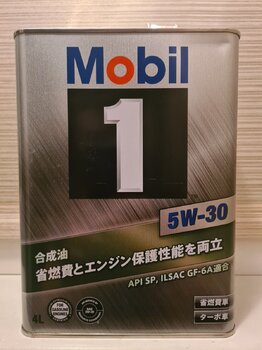 Mobil
1
5W-30
合成油
省燃費とエンジン保護性能を両立
API SP, ILSAC GF-6A適合
4L
省燃費車
ターボ車